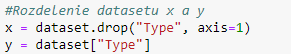 #Rozdelenie datasetu x a y
x = dataset.drop("Type", axis=1)
y = dataset["Type"]